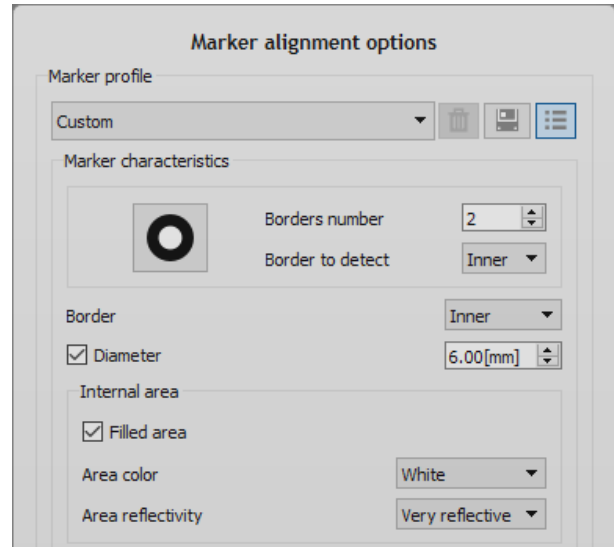 Marker alignment options
Marker profile
Custom
Marker characteristics
Borders number 2
Border to detect Inner
Border Inner
Diameter 6.00[mm]
Internal area
Filled area
Area color White
Area reflectivity Very reflective